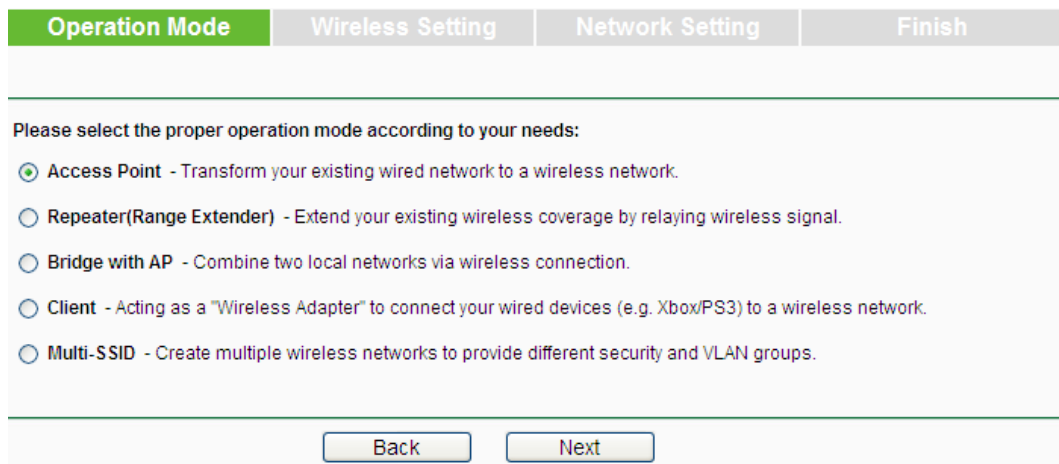 Operation Mode Wireless Setting Network Setting Finish
Please select the proper operation mode according to your needs:
Access Point - Transform your existing wired network to a wireless network.
Repeater(Range Extender) - Extend your existing wireless coverage by relaying wireless signal.
Bridge with AP - Combine two local networks via wireless connection.
Client - Acting as a "Wireless Adapter" to connect your wired devices (e.g. Xbox/PS3) to a wireless network.
Multi-SSID - Create multiple wireless networks to provide different security and VLAN groups.
Back Next